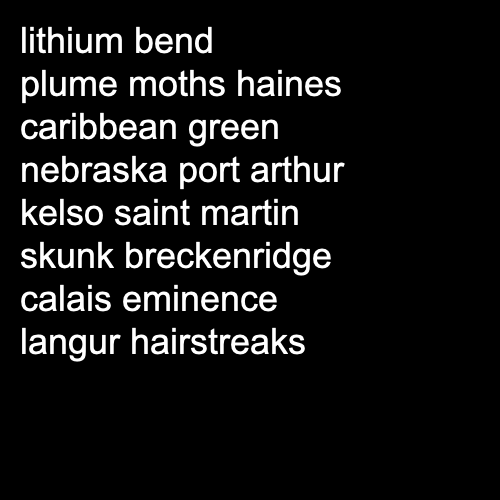 lithium bend
plume moths haines
caribbean green
nebraska port arthur
kelso saint martin
skunk breckenridge
calais eminence
langur hairstreaks